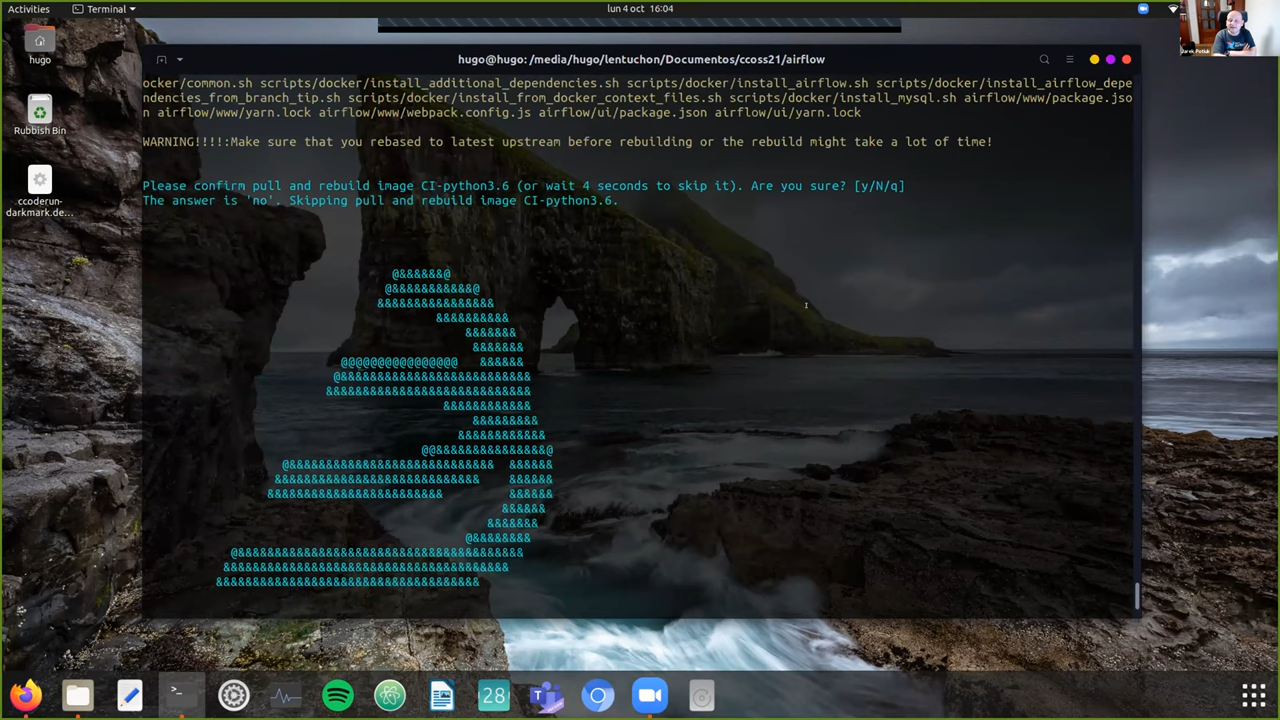 Activities
Terminal
lun 4 oct 16:04
hugo
Rubbish Bin
ccoderun-
darkmark.de...
hugo@hugo: /media/hugo/lentuchon/Documentos/ccoss21/airflow
ocker/common.sh scripts/docker/install_additional_dependencies.sh scripts/docker/install_airflow.sh scripts/docker/install_airflow_depe
ndencies_from_branch_tip.sh scripts/docker/install_from_docker_context_files.sh scripts/docker/install_mysql.sh airflow/www/package.jso
n airflow/www/yarn.lock airflow/www/webpack.config.js airflow/ui/package.json airflow/ui/yarn.lock
WARNING!!!!:Make sure that you rebased to latest upstream before rebuilding or the rebuild might take a lot of time!
Please confirm pull and rebuild image CI-python3.6 (or wait 4 seconds to skip it). Are you sure? [y/N/q]
The answer is 'no'. Skipping pull and rebuild image CI-python3.6.
28